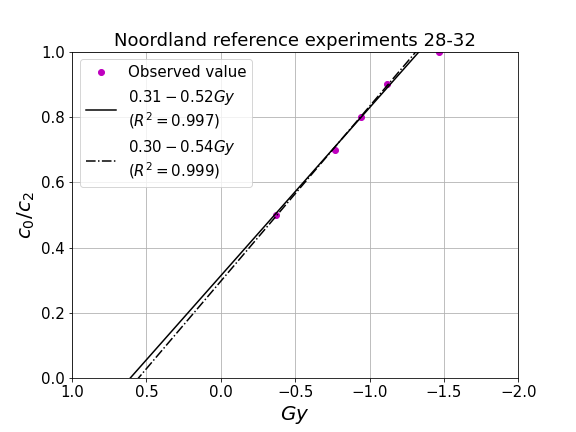 Noordland reference experiments 28-32
1.0
0.8
0.6
0.4
0.2
0.0
c₀/c₂
Observed value
0.31 − 0.52Gy
(R² = 0.997)
0.30 − 0.54Gy
(R² = 0.999)
1.0 0.5 0.0 −0.5 −1.0 −1.5 −2.0
Gy